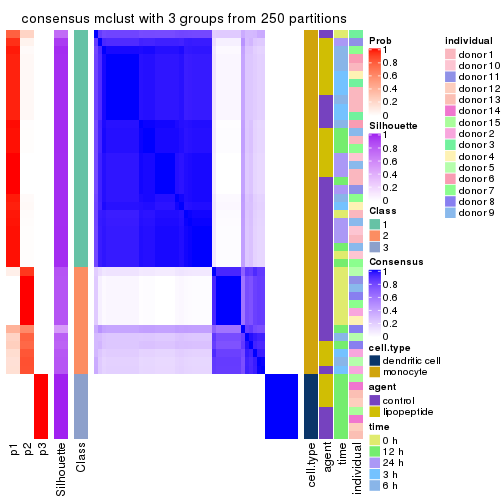 consensus mclust with 3 groups from 250 partitions
Prob
1
0.8
0.6
0.4
0.2
0
Silhouette
1
0.8
0.6
0.4
0.2
0
Class
1
2
3
Consensus
1
0.8
0.6
0.4
0.2
0
cell.type
dendritic cell
monocyte
agent
control
lipopeptide
time
0 h
12 h
24 h
3 h
6 h
individual
donor 1
donor 10
donor 11
donor 12
donor 13
donor 14
donor 15
donor 2
donor 3
donor 4
donor 5
donor 6
donor 7
donor 8
donor 9
p1
p2
p3
Silhouette
Class
cell.type
agent
time
individual